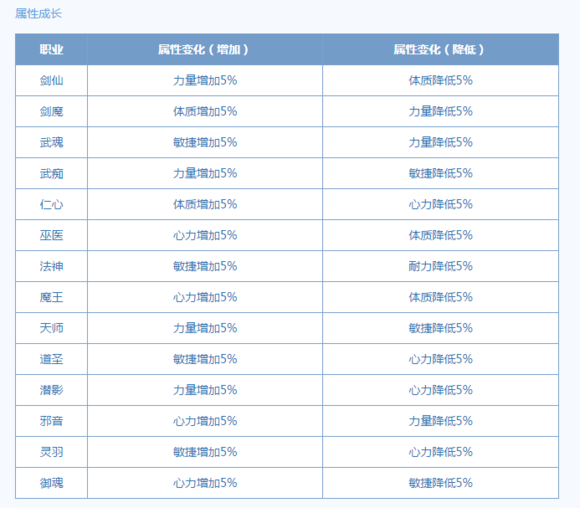 属性成长
职业 属性变化（增加） 属性变化（降低）
剑仙 力量增加5% 体质降低5%
剑魔 体质增加5% 力量降低5%
武魂 敏捷增加5% 力量降低5%
武痴 力量增加5% 敏捷降低5%
仁心 体质增加5% 心力降低5%
巫医 心力增加5% 体质降低5%
法神 敏捷增加5% 耐力降低5%
魔王 心力增加5% 体质降低5%
天师 力量增加5% 敏捷降低5%
道圣 敏捷增加5% 心力降低5%
潜影 力量增加5% 心力降低5%
邪音 心力增加5% 力量降低5%
灵羽 敏捷增加5% 心力降低5%
御魂 心力增加5% 敏捷降低5%